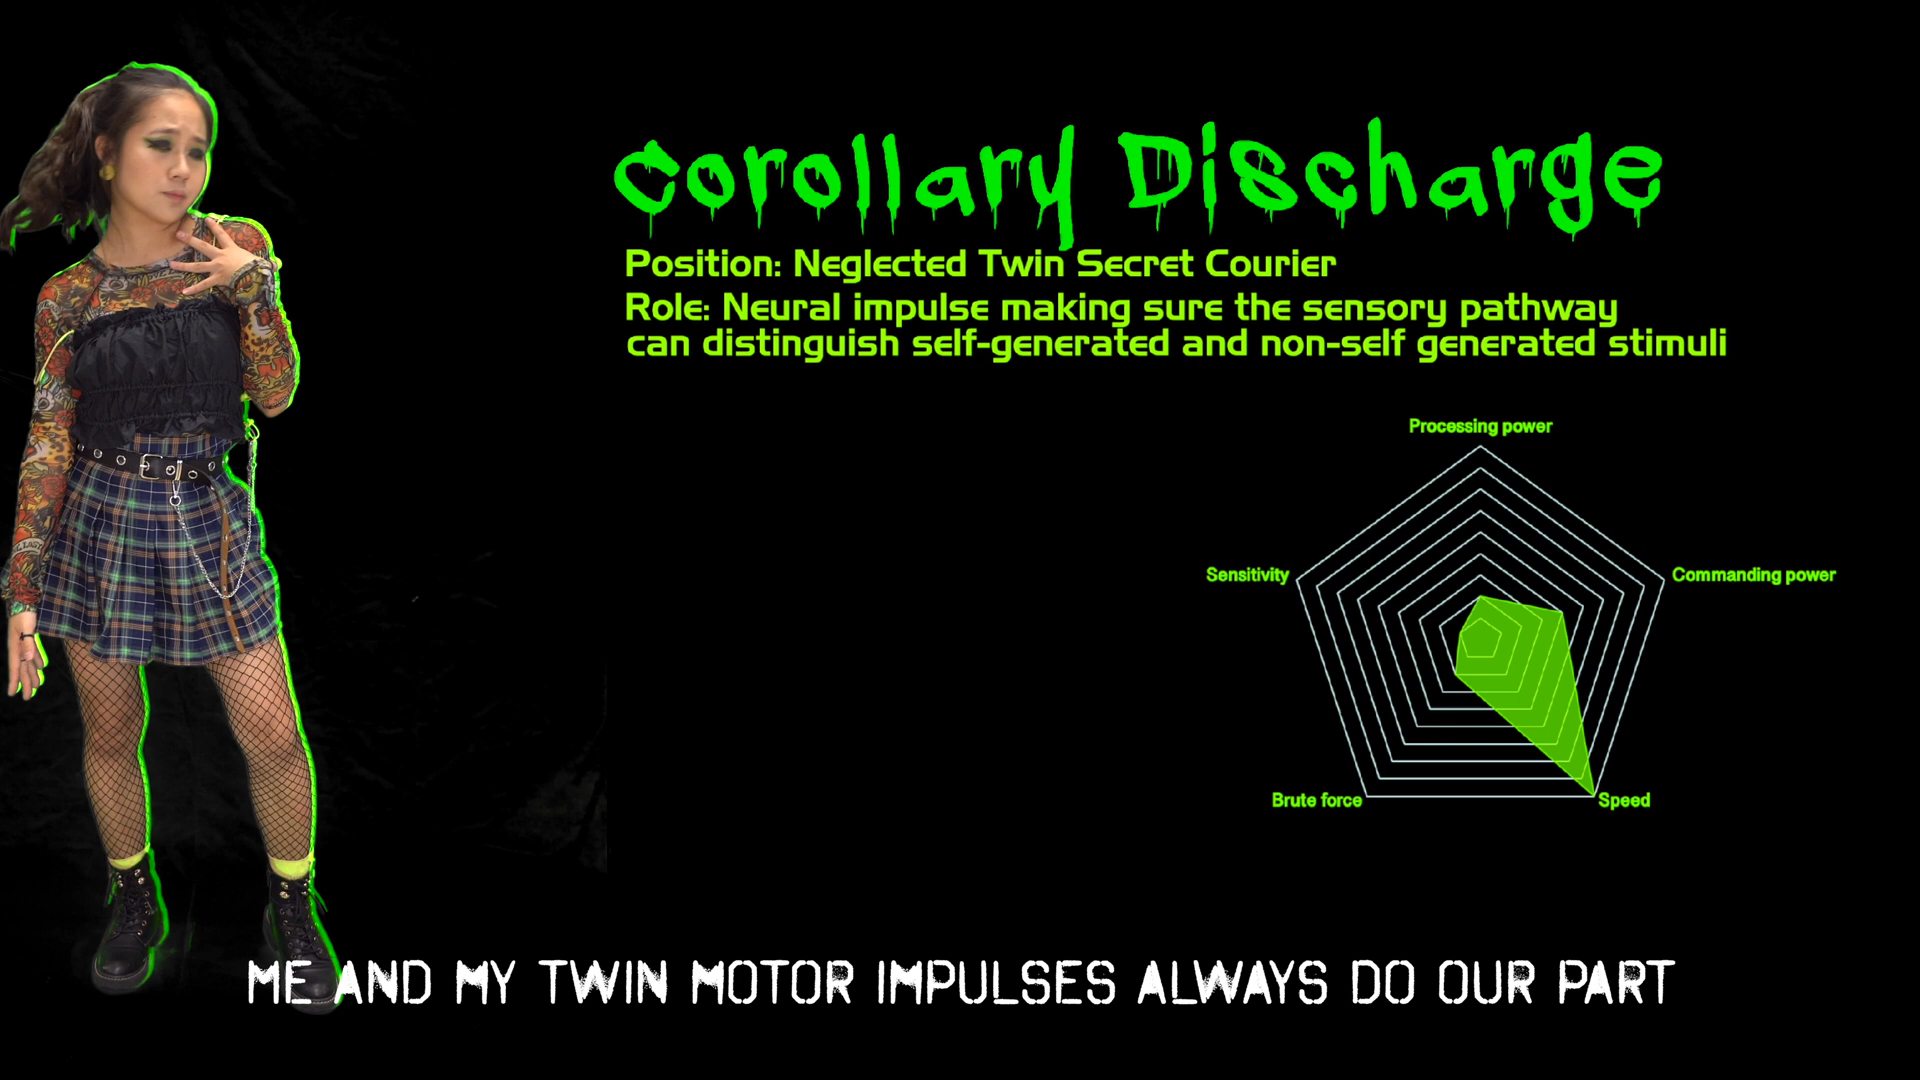 Corollary Discharge
Position: Neglected Twin Secret Courier
Role: Neural impulse making sure the sensory pathway
can distinguish self-generated and non-self generated stimuli
Processing power
Sensitivity
Commanding power
Brute force
Speed
ME AND MY TWIN MOTOR IMPULSES ALWAYS DO OUR PART